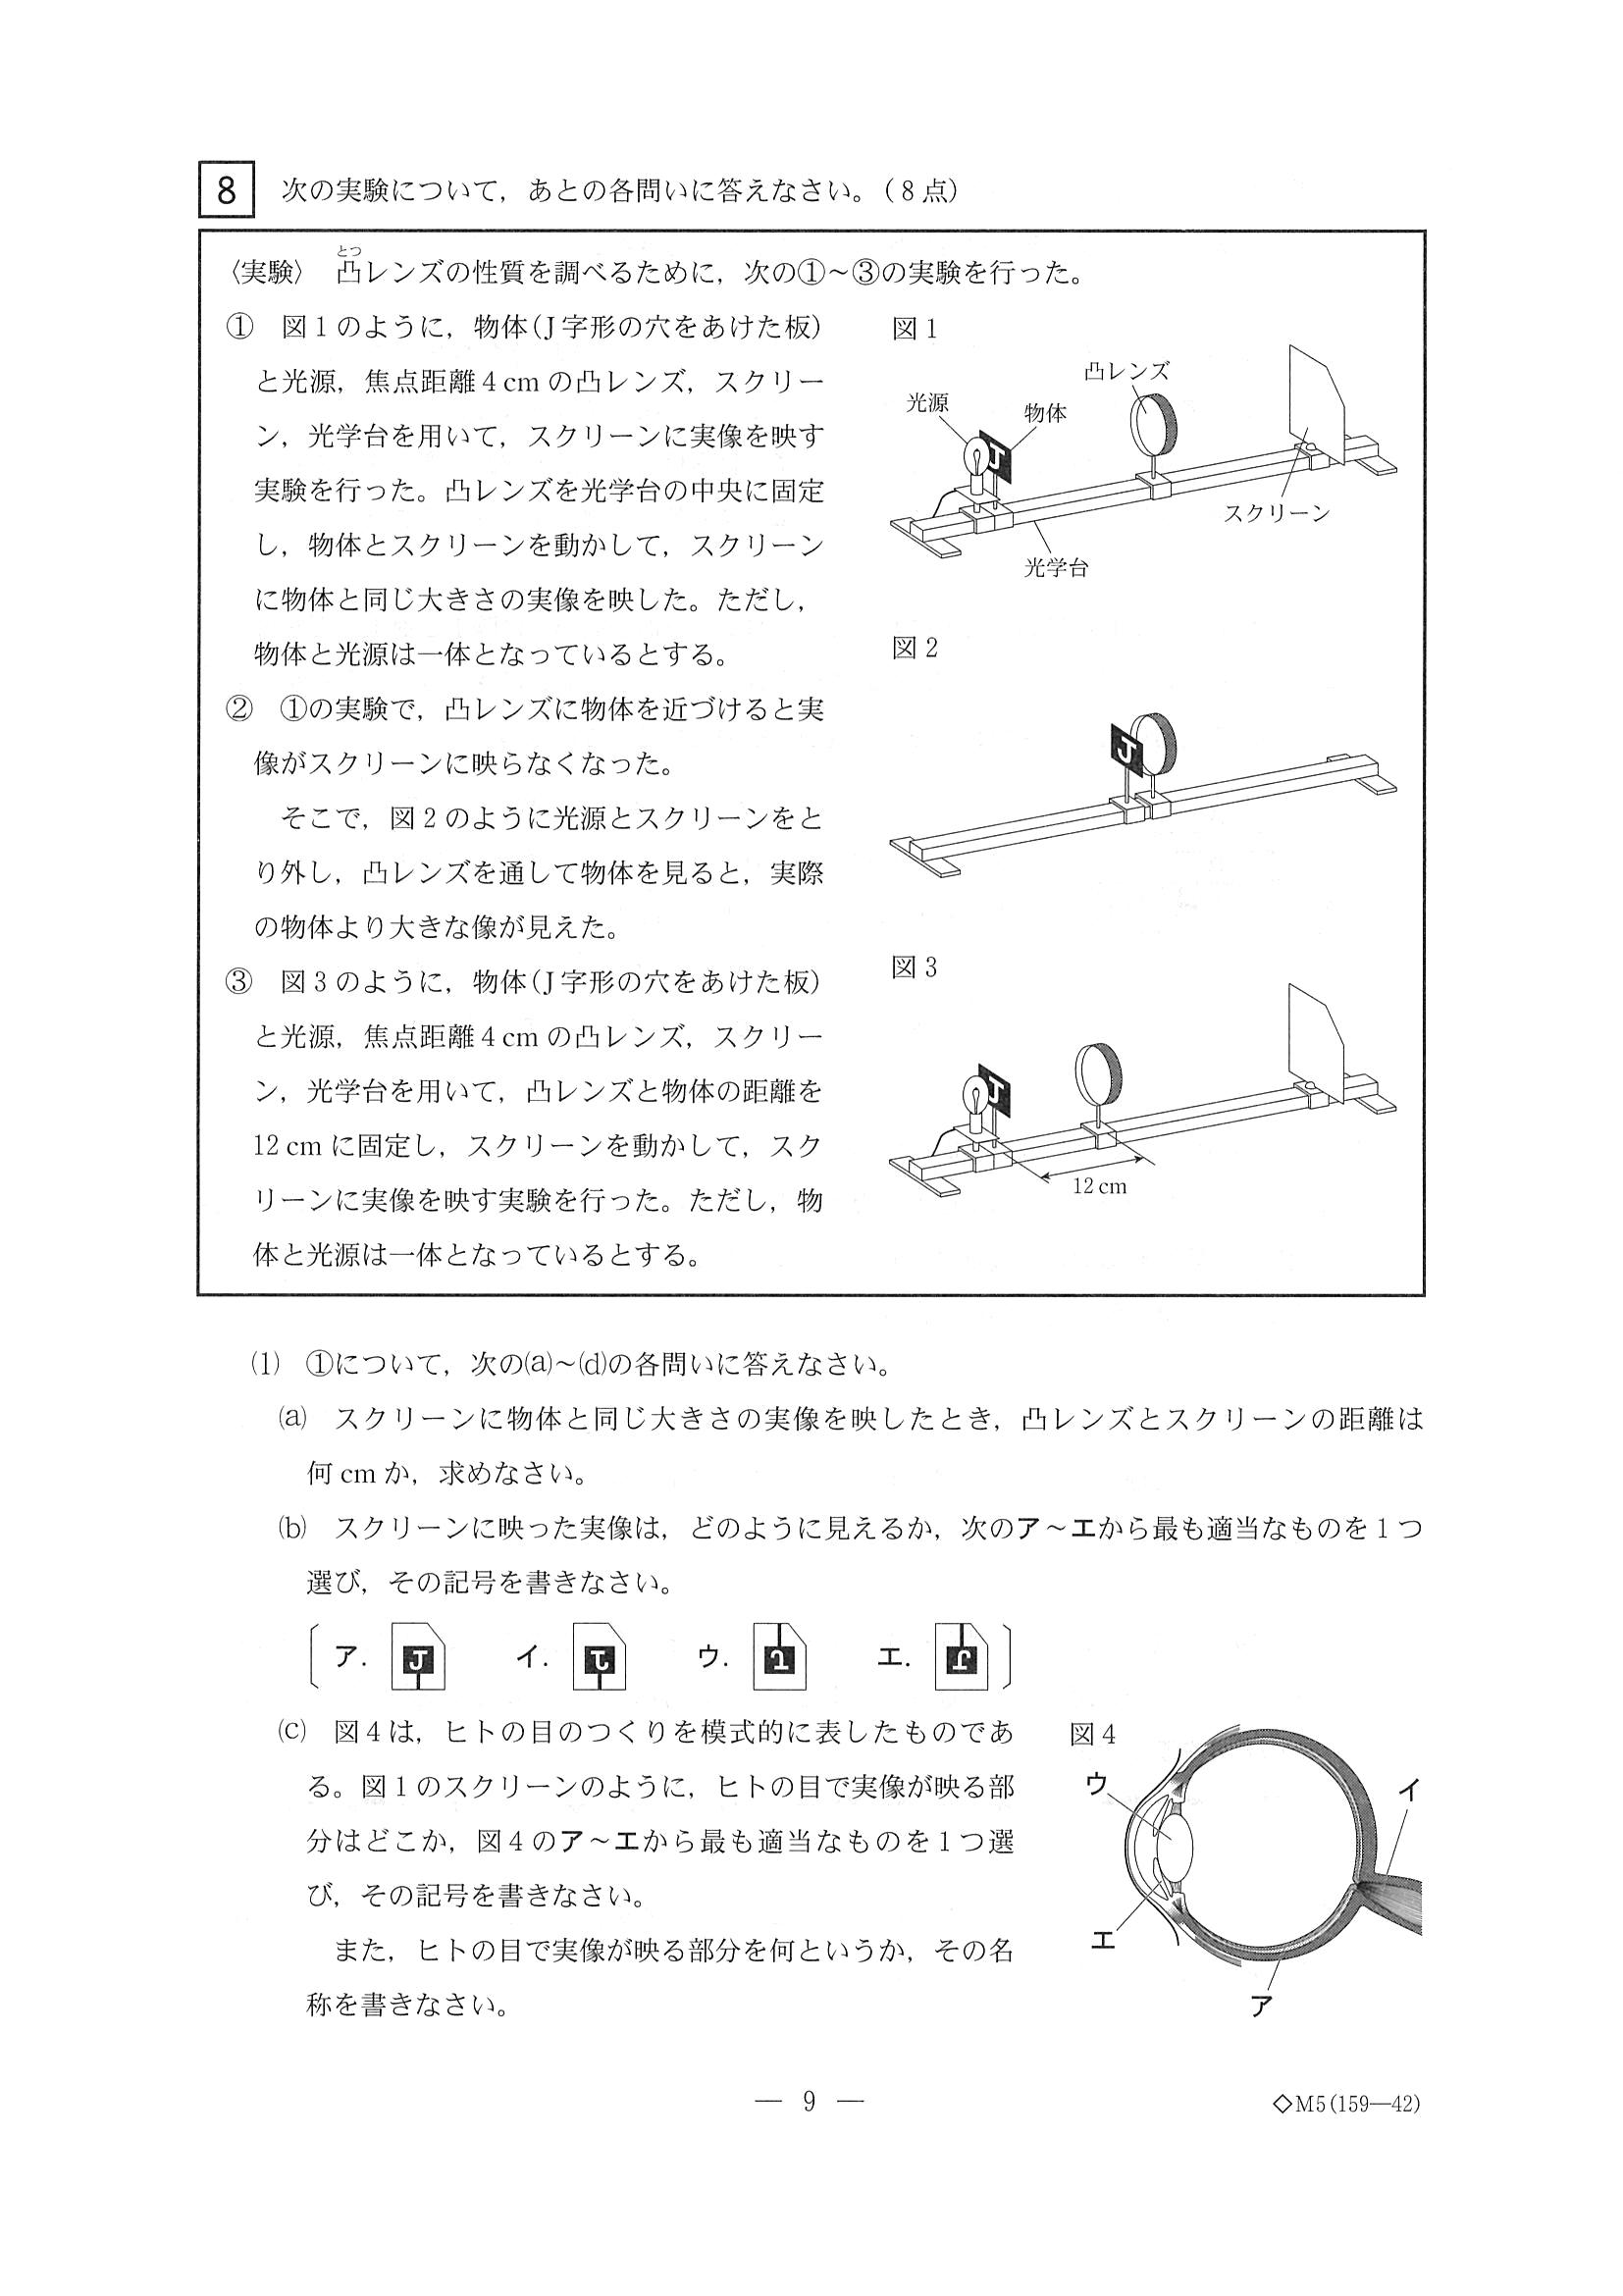 8 次の実験について，あとの各問いに答えなさい。（８点）
〈実験〉 凸レンズの性質を調べるために，次の①～③の実験を行った。
とつ
① 図１のように，物体（Ｊ字形の穴をあけた板）
と光源，焦点距離４cmの凸レンズ，スクリー
ン，光学台を用いて，スクリーンに実像を映す
実験を行った。凸レンズを光学台の中央に固定
し，物体とスクリーンを動かして，スクリーン
に物体と同じ大きさの実像を映した。ただし，
物体と光源は一体となっているとする。
② ①の実験で，凸レンズに物体を近づけると実
像がスクリーンに映らなくなった。
そこで，図２のように光源とスクリーンをと
り外し，凸レンズを通して物体を見ると，実際
の物体より大きな像が見えた。
③ 図３のように，物体（Ｊ字形の穴をあけた板）
と光源，焦点距離４cmの凸レンズ，スクリー
ン，光学台を用いて，凸レンズと物体の距離を
12 cmに固定し，スクリーンを動かして，スク
リーンに実像を映す実験を行った。ただし，物
体と光源は一体となっているとする。
図１
凸レンズ
光源
物体
J
スクリーン
光学台
図２
J
図３
J
12 cm
⑴ ①について，次の⒜～⒟の各問いに答えなさい。
⒜ スクリーンに物体と同じ大きさの実像を映したとき，凸レンズとスクリーンの距離は
何cmか，求めなさい。
⒝ スクリーンに映った実像は，どのように見えるか，次のア～エから最も適当なものを１つ
選び，その記号を書きなさい。
ア． J イ． J ウ． J エ． J
⒞ 図４は，ヒトの目のつくりを模式的に表したものであ
る。図１のスクリーンのように，ヒトの目で実像が映る部
分はどこか，図４のア～エから最も適当なものを１つ選
び，その記号を書きなさい。
また，ヒトの目で実像が映る部分を何というか，その名
称を書きなさい。
図４
ウ
イ
エ
ア
― 9 ―
◇M5（159―42）